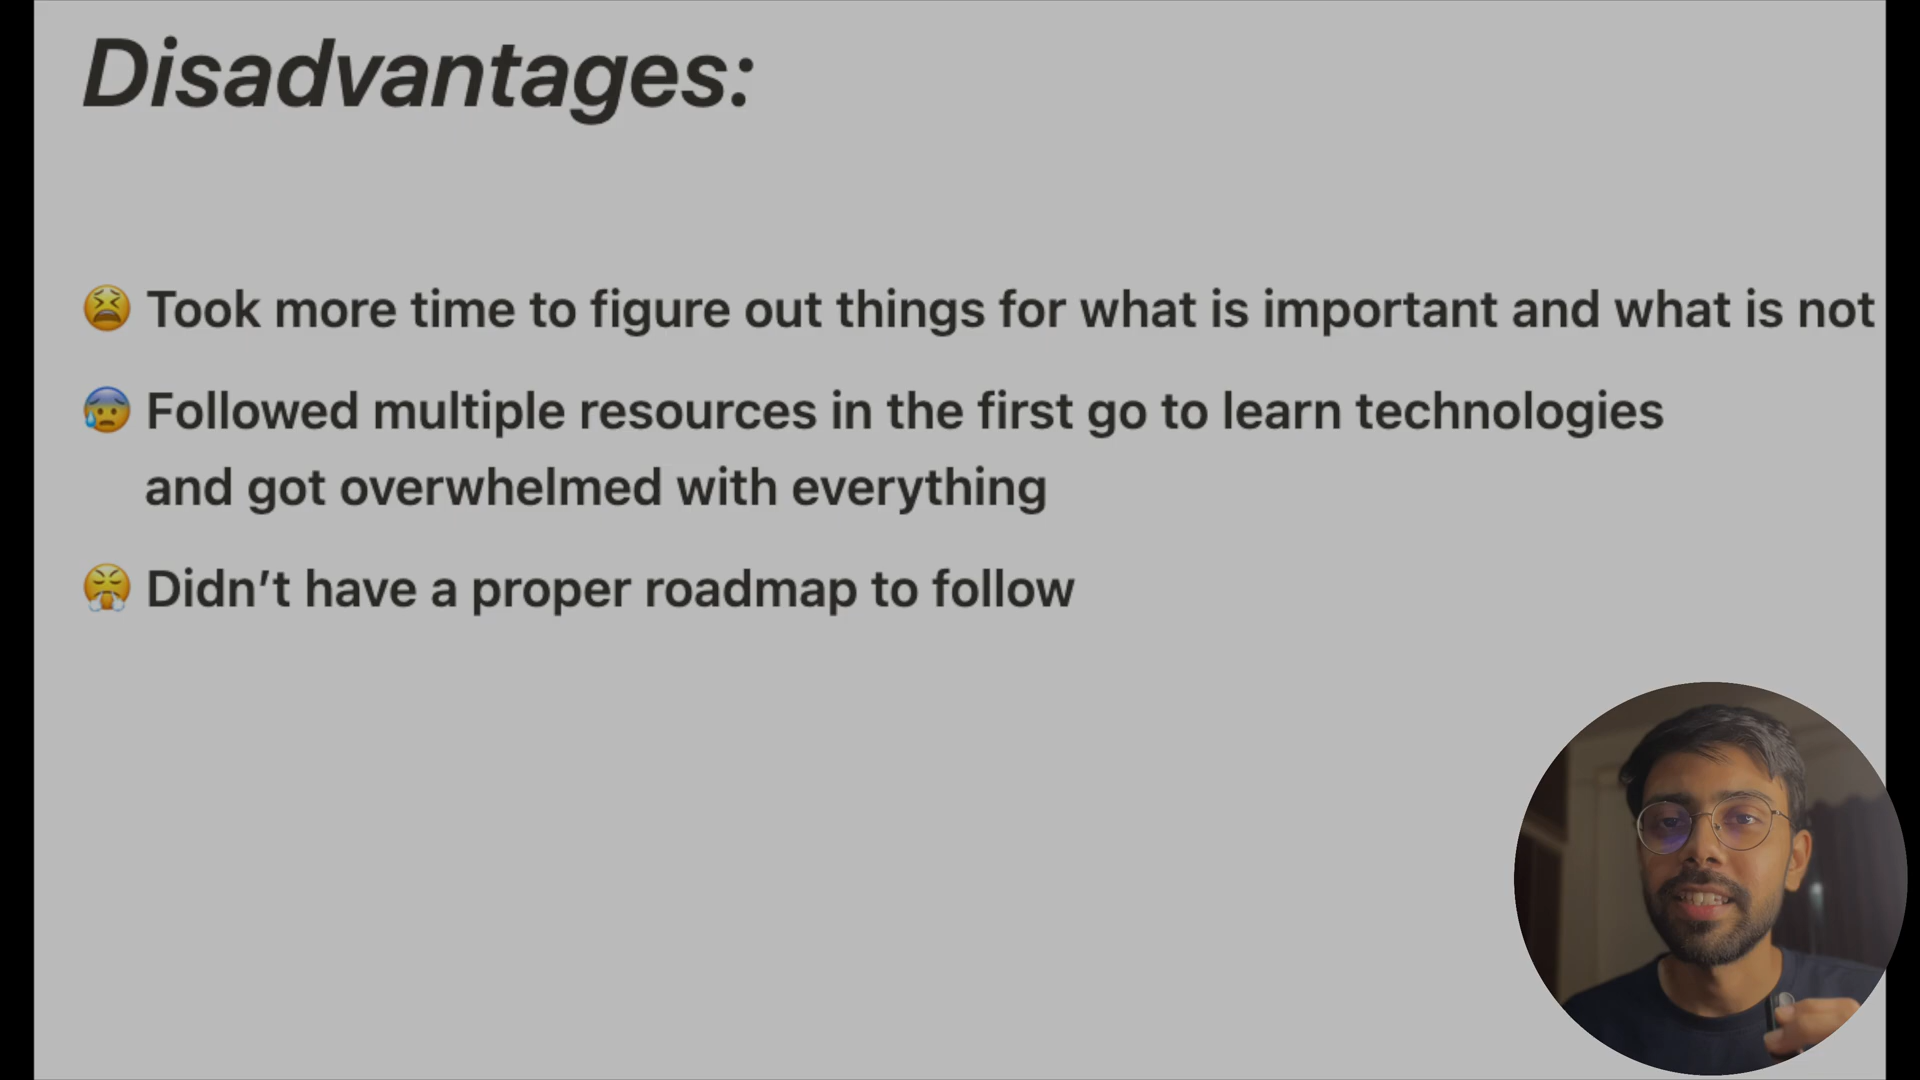 Disadvantages:
😫 Took more time to figure out things for what is important and what is not
😰 Followed multiple resources in the first go to learn technologies
and got overwhelmed with everything
😤 Didn’t have a proper roadmap to follow